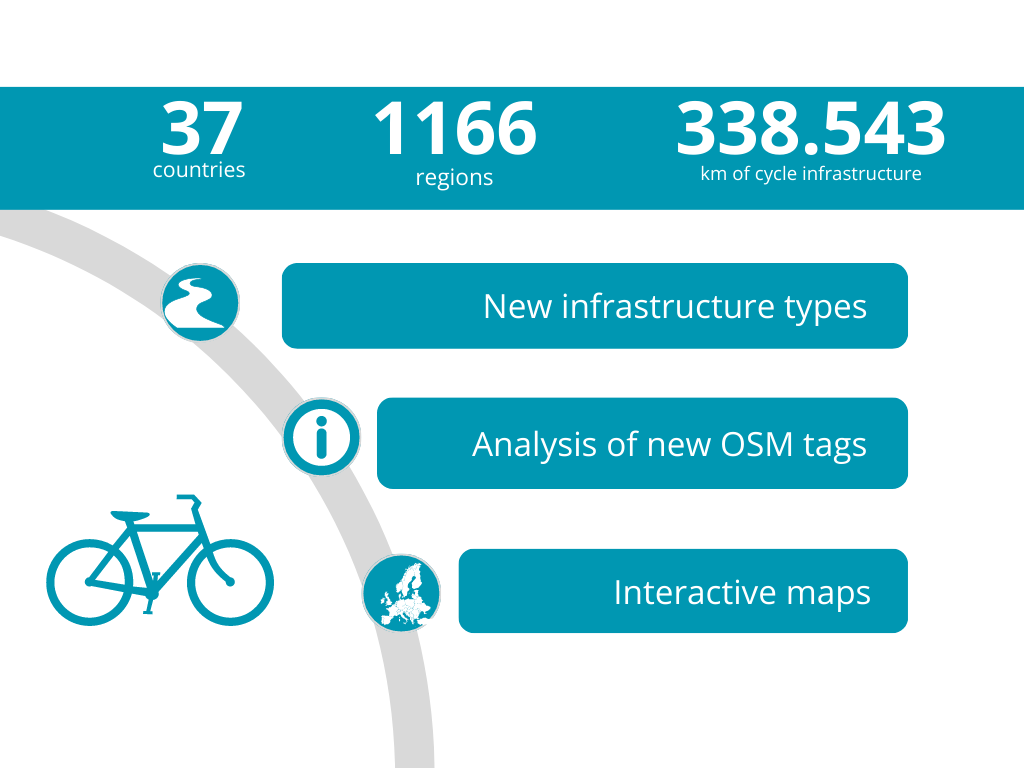 37
countries
1166
regions
338.543
km of cycle infrastructure
New infrastructure types
Analysis of new OSM tags
Interactive maps